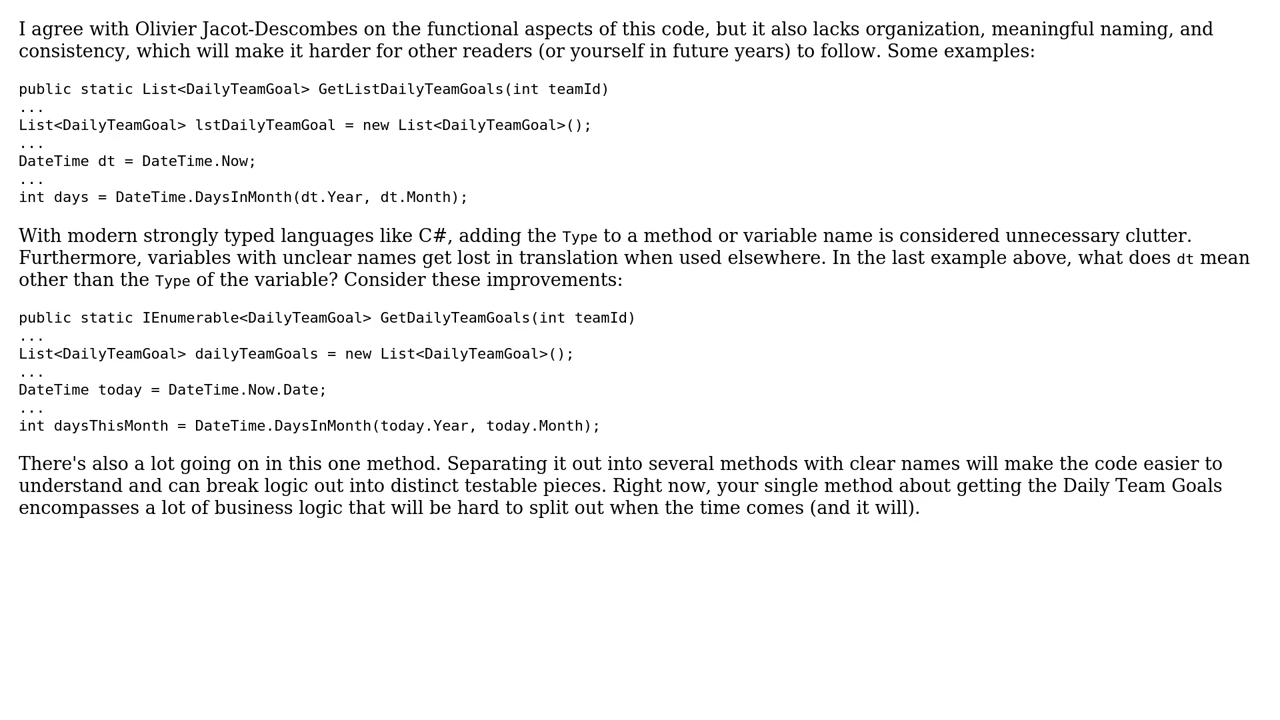 I agree with Olivier Jacot-Descombes on the functional aspects of this code, but it also lacks organization, meaningful naming, and
consistency, which will make it harder for other readers (or yourself in future years) to follow. Some examples:
public static List<DailyTeamGoal> GetListDailyTeamGoals(int teamId)
...
List<DailyTeamGoal> lstDailyTeamGoal = new List<DailyTeamGoal>();
...
DateTime dt = DateTime.Now;
...
int days = DateTime.DaysInMonth(dt.Year, dt.Month);
With modern strongly typed languages like C#, adding the Type to a method or variable name is considered unnecessary clutter.
Furthermore, variables with unclear names get lost in translation when used elsewhere. In the last example above, what does dt mean
other than the Type of the variable? Consider these improvements:
public static IEnumerable<DailyTeamGoal> GetDailyTeamGoals(int teamId)
...
List<DailyTeamGoal> dailyTeamGoals = new List<DailyTeamGoal>();
...
DateTime today = DateTime.Now.Date;
...
int daysThisMonth = DateTime.DaysInMonth(today.Year, today.Month);
There's also a lot going on in this one method. Separating it out into several methods with clear names will make the code easier to
understand and can break logic out into distinct testable pieces. Right now, your single method about getting the Daily Team Goals
encompasses a lot of business logic that will be hard to split out when the time comes (and it will).